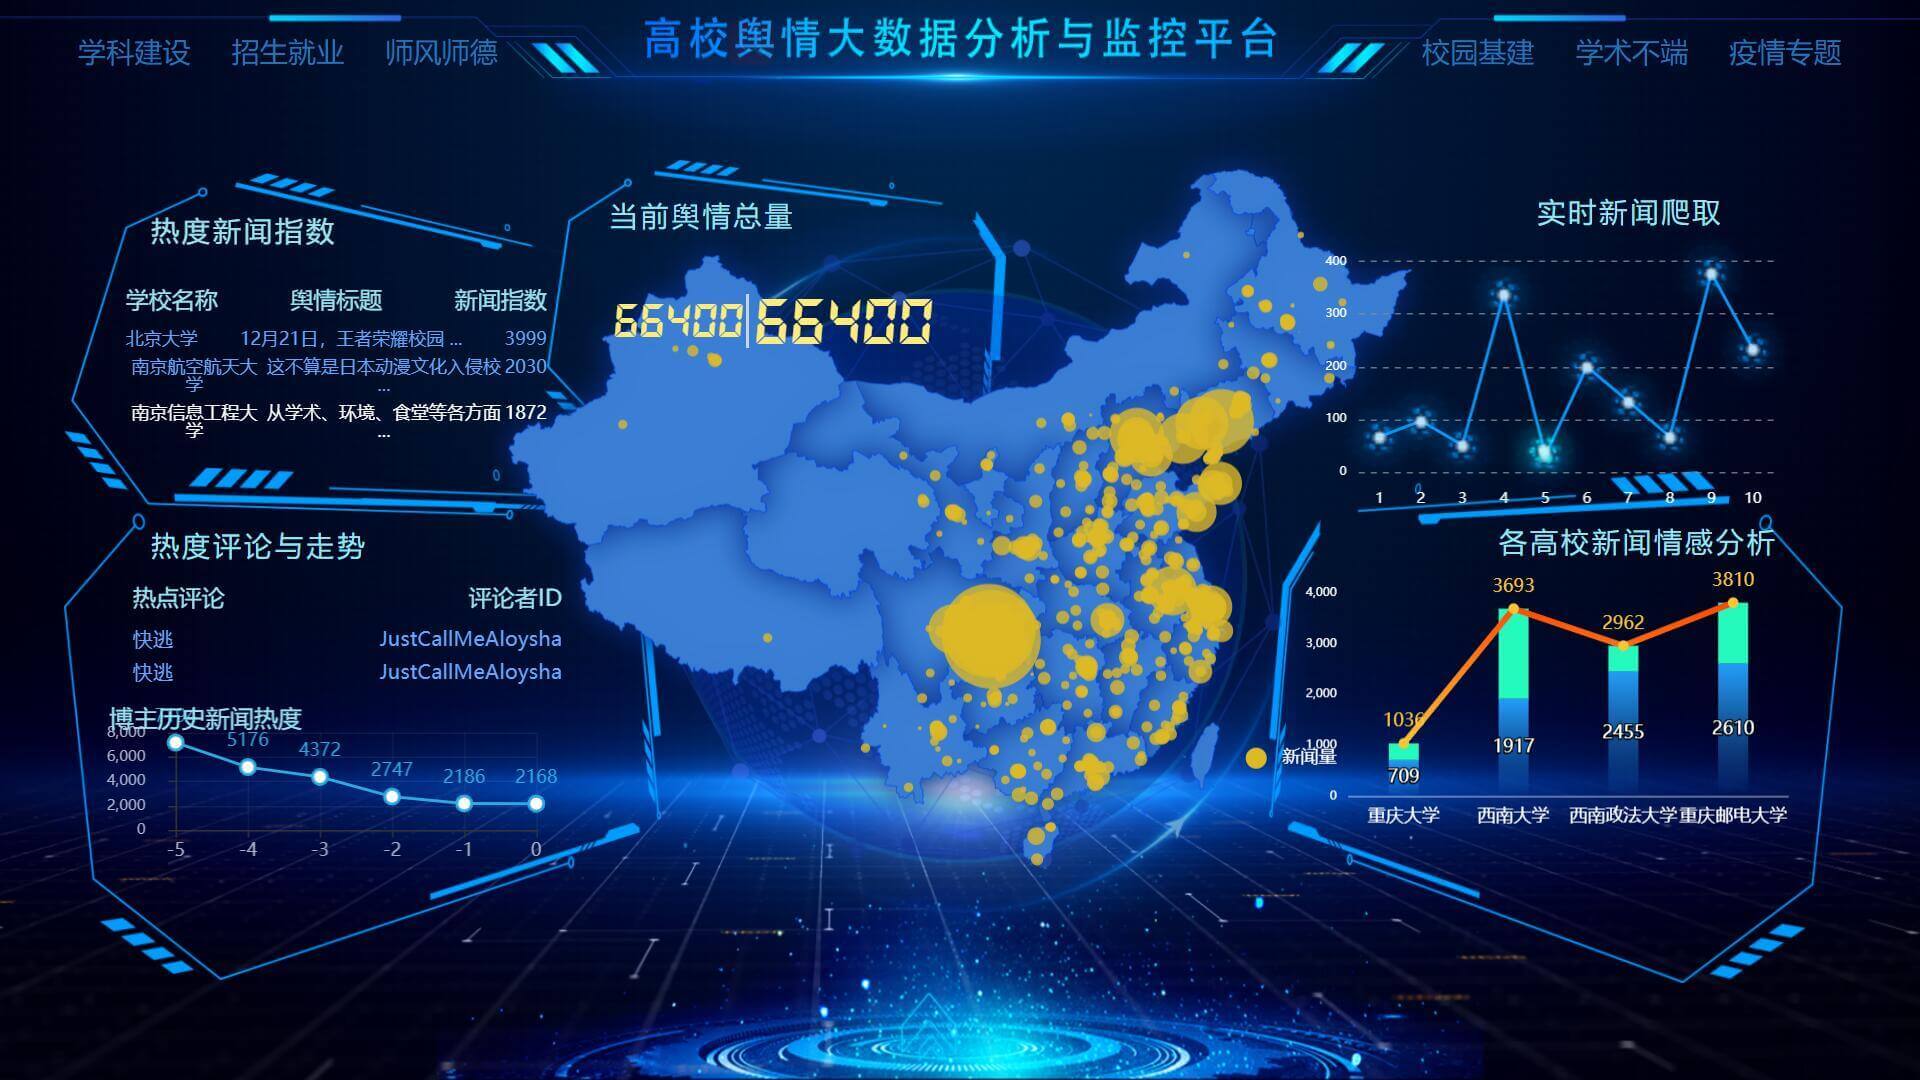 高校舆情大数据分析与监控平台
学科建设 招生就业 师风师德
校园基建 学术不端 疫情专题
热度新闻指数
学校名称 舆情标题 新闻指数
北京大学 12月21日，王者荣耀校园 ... 3999
南京航空航天大学 这不算是日本动漫文化入侵校 ... 2030
南京信息工程大学 从学术、环境、食堂等各方面 ... 1872
当前舆情总量
66400 66400
新闻量
热度评论与走势
热点评论 评论者ID
快逃 JustCallMeAloysha
快逃 JustCallMeAloysha
博主历史新闻热度
8,000
6,000
4,000
2,000
0
5176 4372 2747 2186 2168
-5 -4 -3 -2 -1 0
实时新闻爬取
400
300
200
100
0
1 2 3 4 5 6 7 8 9 10
各高校新闻情感分析
4,000
3,000
2,000
1,000
0
1036 3693 2962 3810
709 1917 2455 2610
重庆大学 西南大学 西南政法大学 重庆邮电大学